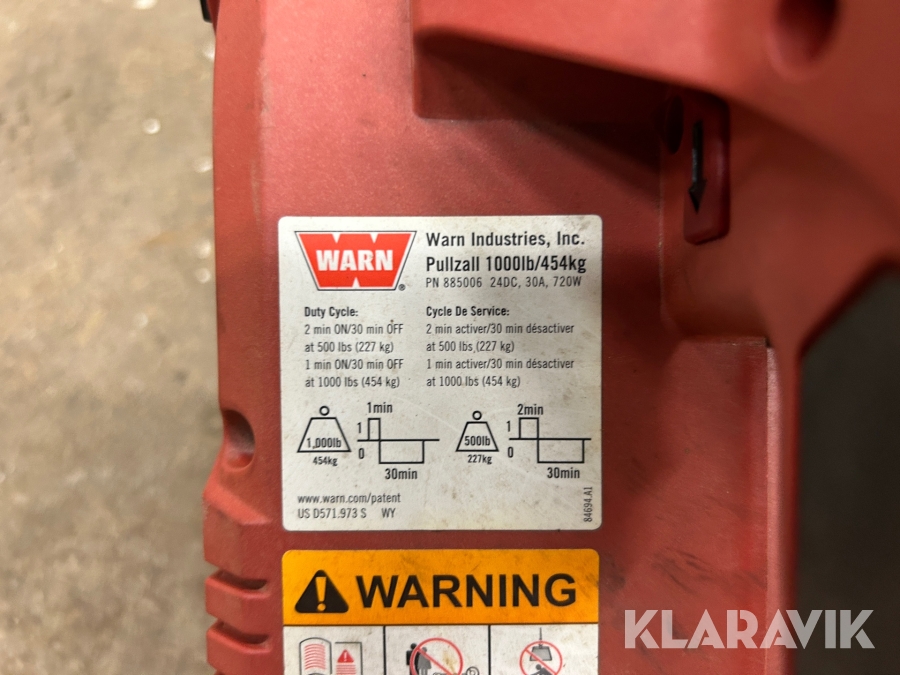 WARN
Warn Industries, Inc.
Pullzall 1000lb/454kg
PN 885006 24DC, 30A, 720W
Duty Cycle:
2 min ON/30 min OFF
at 500 lbs (227 kg)
1 min ON/30 min OFF
at 1000 lbs (454 kg)
Cycle De Service:
2 min activer/30 min désactiver
at 500 lbs (227 kg)
1 min activer/30 min désactiver
at 1000 lbs (454 kg)
1,000lb
454kg
1min
1
0
30min
500lb
227kg
2min
1
0
30min
www.warn.com/patent
US D571.973 S WY
84694.A1
WARNING
KLARAVIK